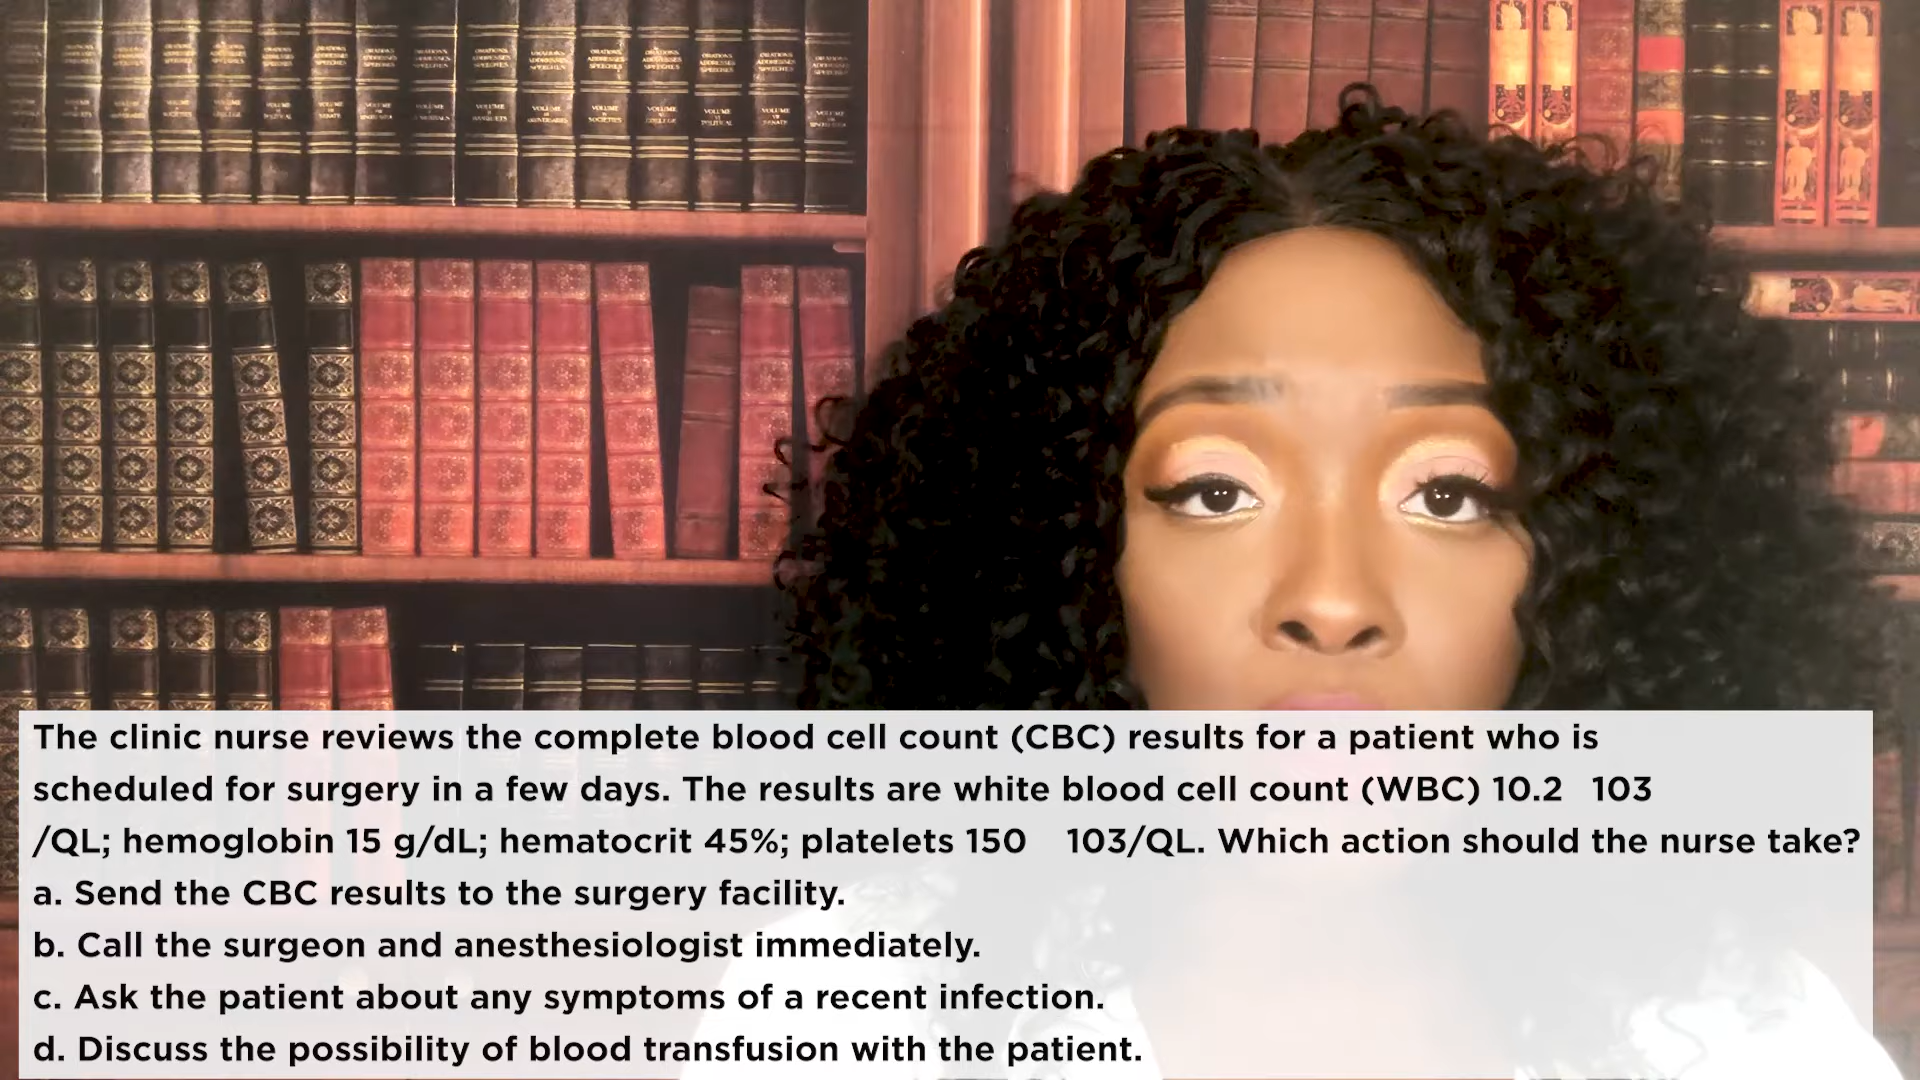 ORATIONS ADDRESSES SPEECHES
VOLUME
The clinic nurse reviews the complete blood cell count (CBC) results for a patient who is
scheduled for surgery in a few days. The results are white blood cell count (WBC) 10.2 103
/QL; hemoglobin 15 g/dL; hematocrit 45%; platelets 150 103/QL. Which action should the nurse take?
a. Send the CBC results to the surgery facility.
b. Call the surgeon and anesthesiologist immediately.
c. Ask the patient about any symptoms of a recent infection.
d. Discuss the possibility of blood transfusion with the patient.